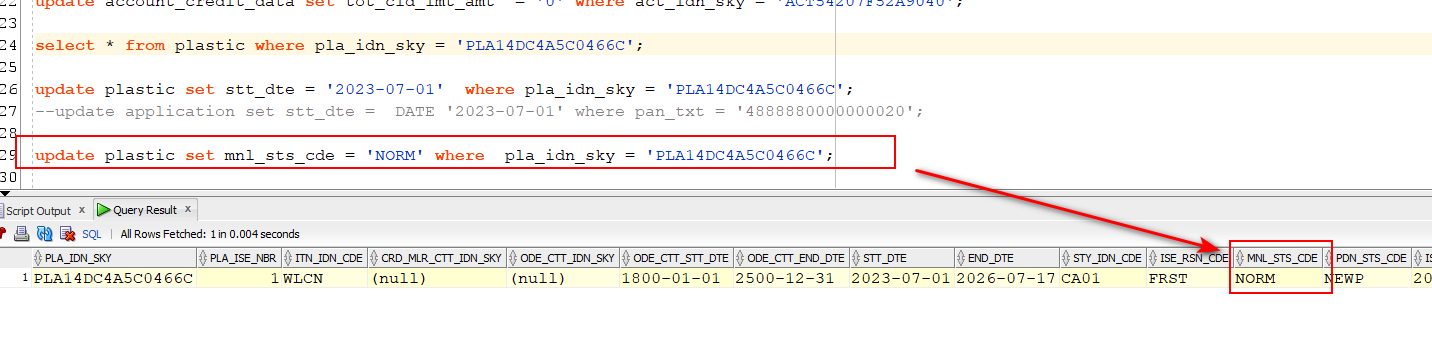 22 update account_credit_data set tot_cld_lmt_amt = '0' where act_idn_sky = 'ACT54207F52A9040';
23
24 select * from plastic where pla_idn_sky = 'PLA14DC4A5C0466C';
25
26 update plastic set stt_dte = '2023-07-01' where pla_idn_sky = 'PLA14DC4A5C0466C';
27 --update application set stt_dte = DATE '2023-07-01' where pan_txt = '4888880000000020';
28
29 update plastic set mnl_sts_cde = 'NORM' where pla_idn_sky = 'PLA14DC4A5C0466C';
30
Script Output x Query Result x
SQL All Rows Fetched: 1 in 0.004 seconds
PLA_IDN_SKY PLA_ISE_NBR ITN_IDN_CDE CRD_MLR_CTT_IDN_SKY ODE_CTT_IDN_SKY ODE_CTT_STT_DTE ODE_CTT_END_DTE STT_DTE END_DTE STY_IDN_CDE ISE_RSN_CDE MNL_STS_CDE PDN_STS_CDE IS
1 PLA14DC4A5C0466C 1 WLCN (null) (null) 1800-01-01 2500-12-31 2023-07-01 2026-07-17 CA01 FRST NORM NEWP 20